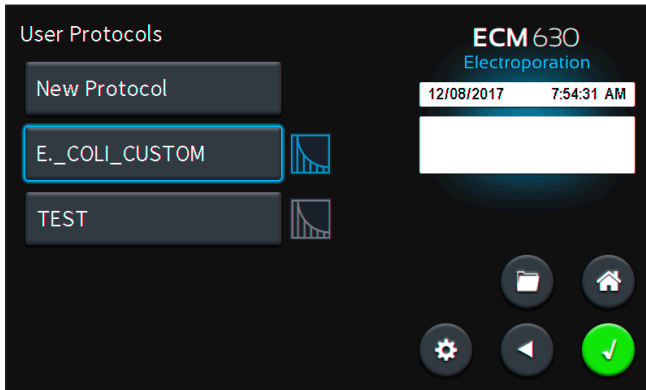 User Protocols
New Protocol
E._COLI_CUSTOM
TEST
ECM 630
Electroporation
12/08/2017 7:54:31 AM